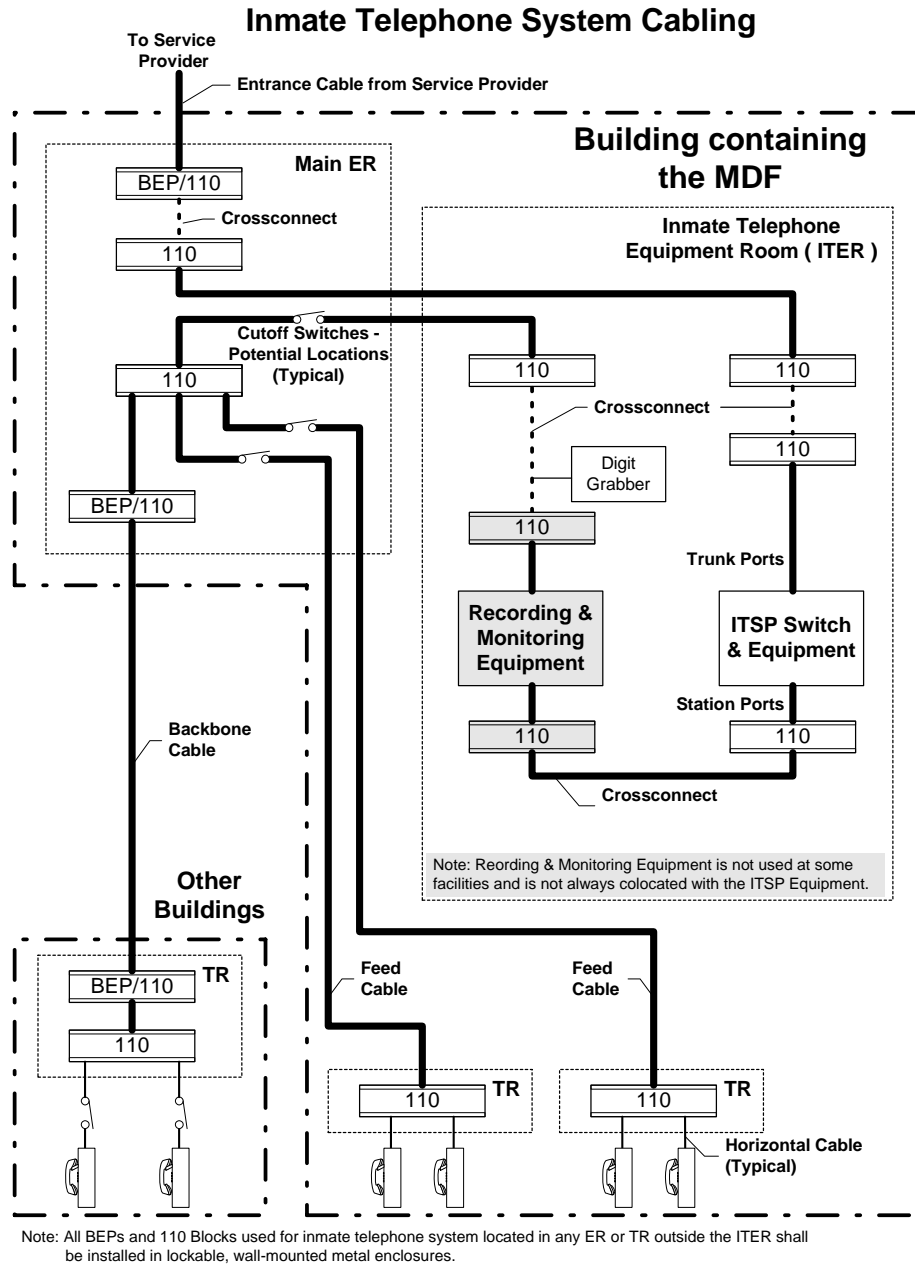 Inmate Telephone System Cabling
To Service
Provider
Entrance Cable from Service Provider
Building containing
the MDF
Main ER
BEP/110
Crossconnect
110
Inmate Telephone
Equipment Room ( ITER )
Cutoff Switches -
Potential Locations
(Typical)
110
110
110
Crossconnect
110
Digit
Grabber
BEP/110
110
Trunk Ports
Recording &
Monitoring
Equipment
ITSP Switch
& Equipment
Station Ports
110
110
Backbone
Cable
Crossconnect
Note: Reording & Monitoring Equipment is not used at some
facilities and is not always colocated with the ITSP Equipment.
Other
Buildings
TR
BEP/110
110
Feed
Cable
Feed
Cable
TR
110
TR
110
Horizontal Cable
(Typical)
Note: All BEPs and 110 Blocks used for inmate telephone system located in any ER or TR outside the ITER shall
be installed in lockable, wall-mounted metal enclosures.